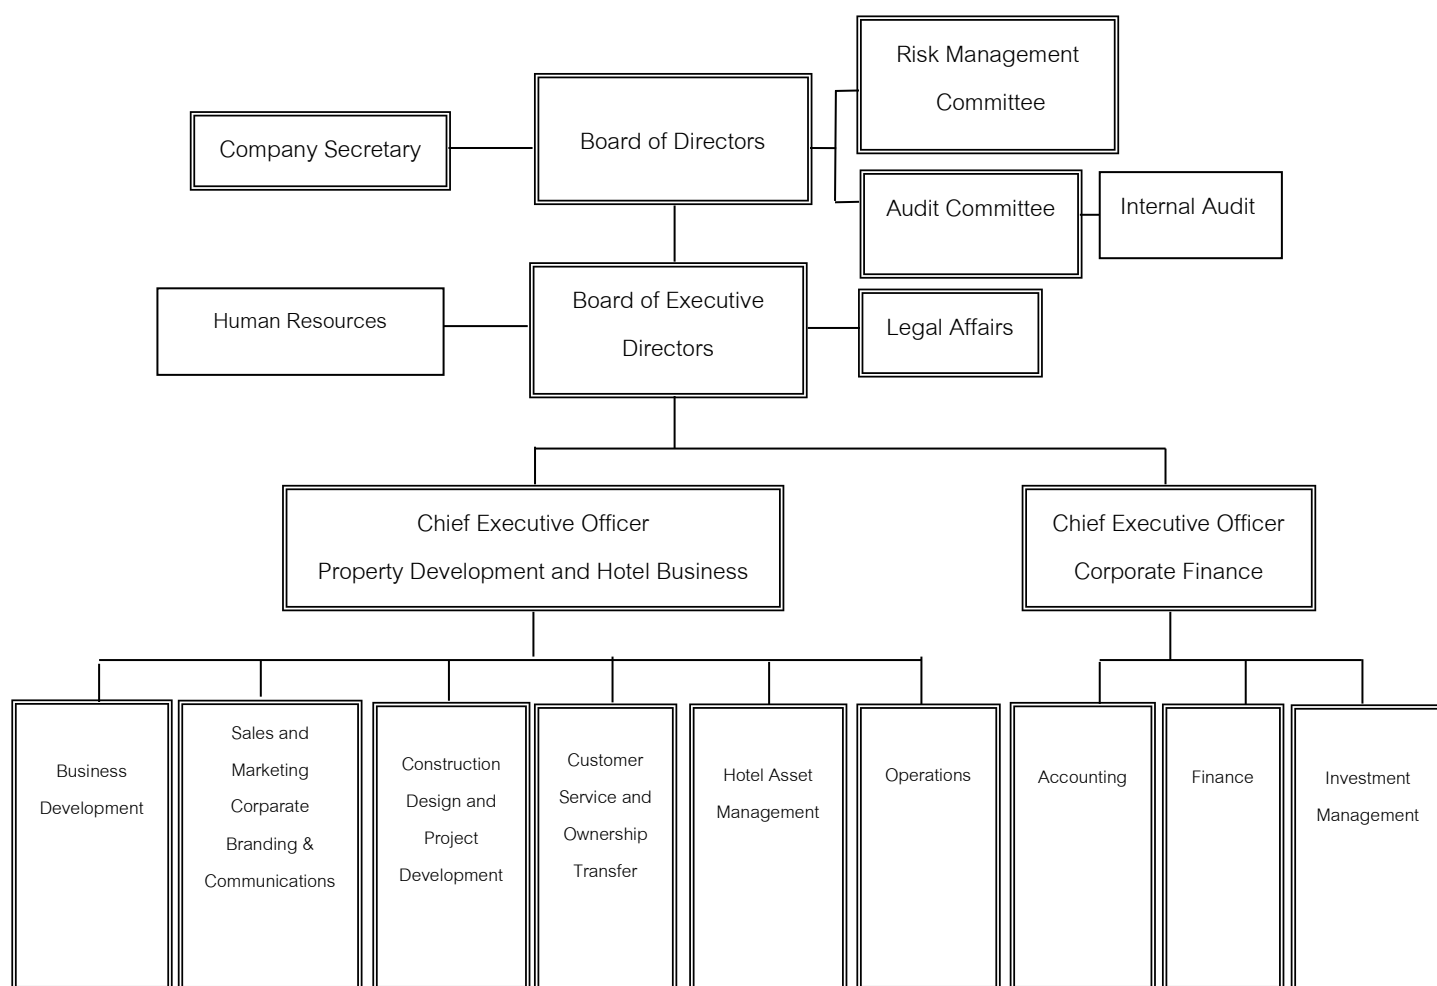 Risk Management
Committee
Board of Directors
Company Secretary
Audit Committee
Internal Audit
Board of Executive
Directors
Human Resources
Legal Affairs
Chief Executive Officer
Property Development and Hotel Business
Chief Executive Officer
Corporate Finance
Business
Development
Sales and
Marketing
Corparate
Branding &
Communications
Construction
Design and
Project
Development
Customer
Service and
Ownership
Transfer
Hotel Asset
Management
Operations
Accounting
Finance
Investment
Management